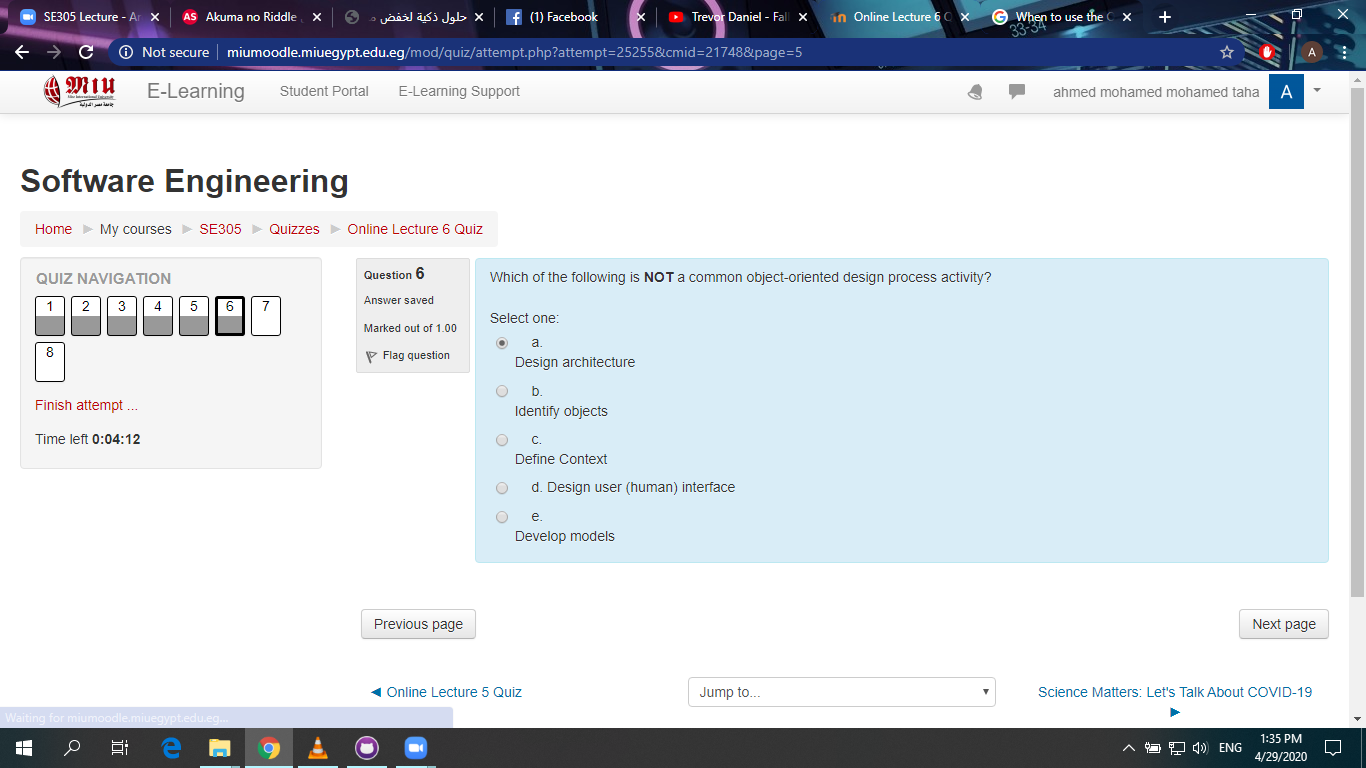 SE305 Lecture - Ar
Akuma no Riddle
حلول ذكية لخفض
(1) Facebook
Trevor Daniel - Fall
Online Lecture 6 Q
When to use the C
33-34
Not secure
miumoodle.miuegypt.edu.eg/mod/quiz/attempt.php?attempt=25255&cmid=21748&page=5
A
MIU
E-Learning
Student Portal
E-Learning Support
ahmed mohamed mohamed taha
A
Software Engineering
Home ► My courses ► SE305 ► Quizzes ► Online Lecture 6 Quiz
QUIZ NAVIGATION
1 2 3 4 5 6 7
8
Finish attempt ...
Time left 0:04:12
Question 6
Answer saved
Marked out of 1.00
Flag question
Which of the following is NOT a common object-oriented design process activity?
Select one:
a.
Design architecture
b.
Identify objects
c.
Define Context
d. Design user (human) interface
e.
Develop models
Previous page
Next page
◄ Online Lecture 5 Quiz
Jump to...
Science Matters: Let's Talk About COVID-19
►
Waiting for miumoodle.miuegypt.edu.eg...
ENG
1:35 PM
4/29/2020